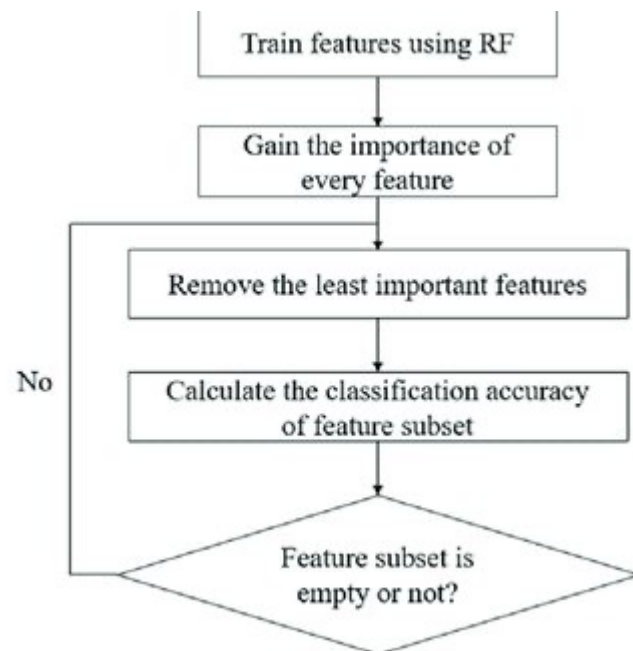 Train features using RF
Gain the importance of
every feature
Remove the least important features
No
Calculate the classification accuracy
of feature subset
Feature subset is
empty or not?